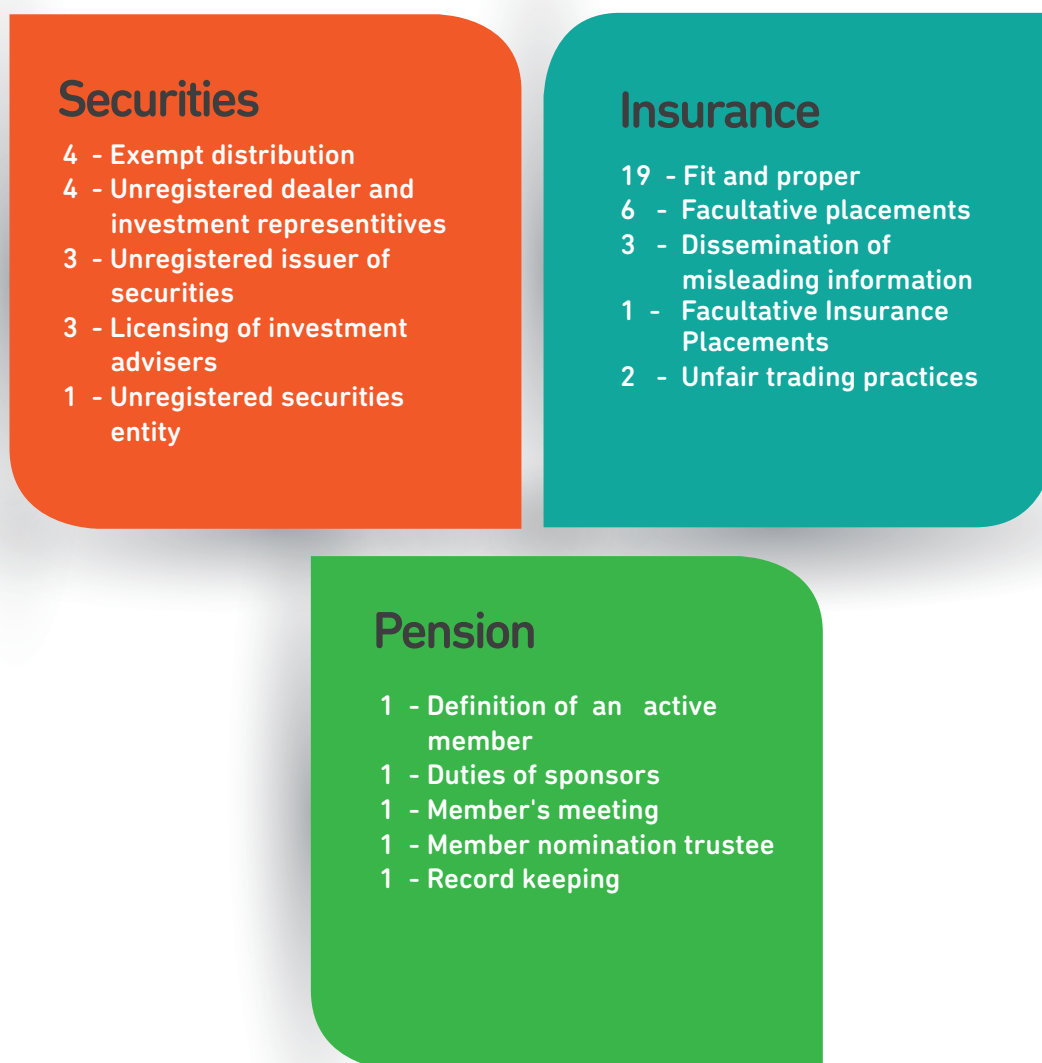 Securities
4 - Exempt distribution
4 - Unregistered dealer and
investment representitives
3 - Unregistered issuer of
securities
3 - Licensing of investment
advisers
1 - Unregistered securities
entity
Insurance
19 - Fit and proper
6 - Facultative placements
3 - Dissemination of
misleading information
1 - Facultative Insurance
Placements
2 - Unfair trading practices
Pension
1 - Definition of an active
member
1 - Duties of sponsors
1 - Member's meeting
1 - Member nomination trustee
1 - Record keeping